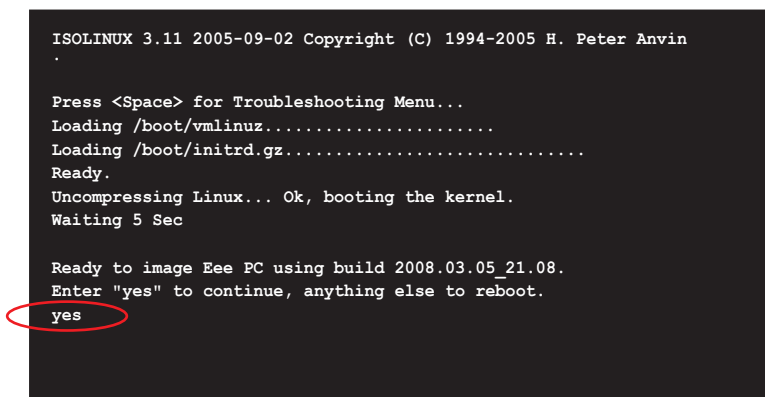 ISOLINUX 3.11 2005-09-02 Copyright (C) 1994-2005 H. Peter Anvin
.
Press <Space> for Troubleshooting Menu...
Loading /boot/vmlinuz.......................
Loading /boot/initrd.gz..............................
Ready.
Uncompressing Linux... Ok, booting the kernel.
Waiting 5 Sec
Ready to image Eee PC using build 2008.03.05_21.08.
Enter "yes" to continue, anything else to reboot.
yes